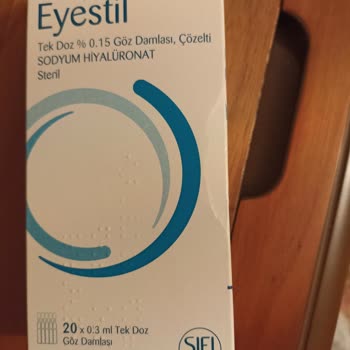 Eyestil
Tek Doz % 0.15 Göz Damlası, Çözelti
SODYUM HİYALÜRONAT
Steril
20 x 0.3 ml Tek Doz
Göz Damlası
SIFI